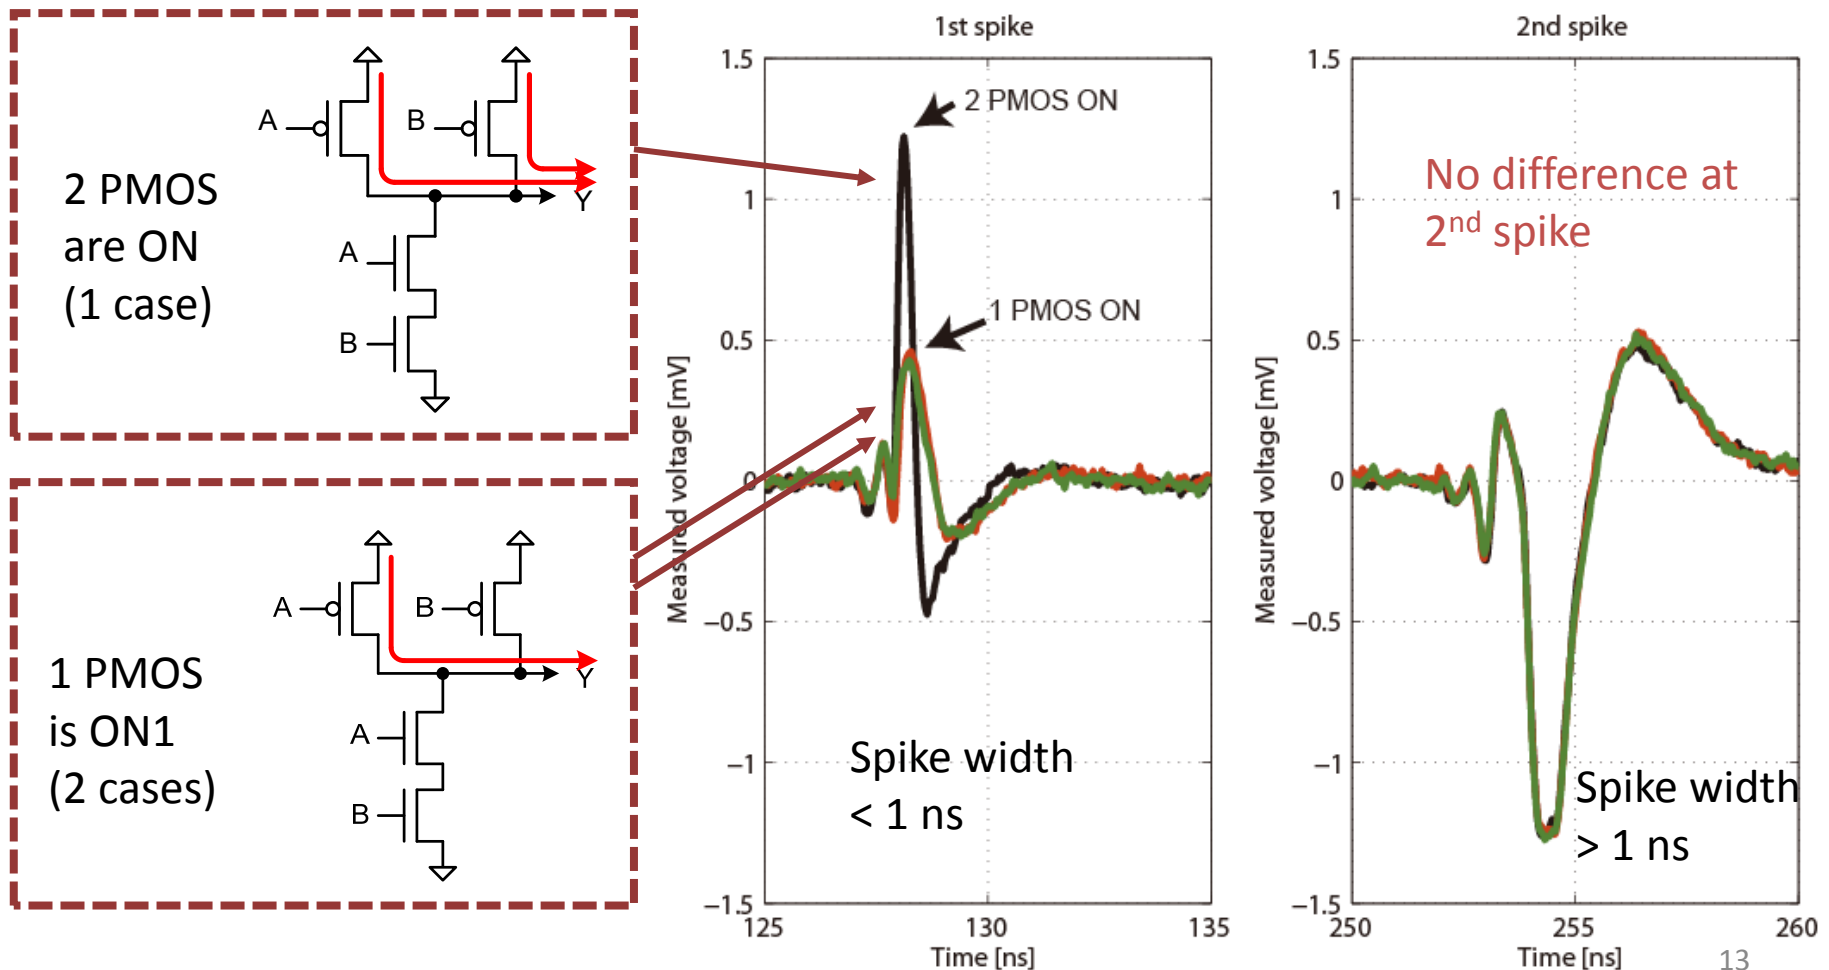 2 PMOS
are ON
(1 case)
A
B
Y
A
B
1 PMOS
is ON1
(2 cases)
A
B
Y
A
B
1st spike
2 PMOS ON
1 PMOS ON
Spike width
< 1 ns
Measured voltage [mV]
1.5
1
0.5
0
−0.5
−1
−1.5
125
130
135
Time [ns]
2nd spike
No difference at
2nd spike
Spike width
> 1 ns
Measured voltage [mV]
1.5
1
0.5
0
−0.5
−1
−1.5
250
255
260
Time [ns]
13